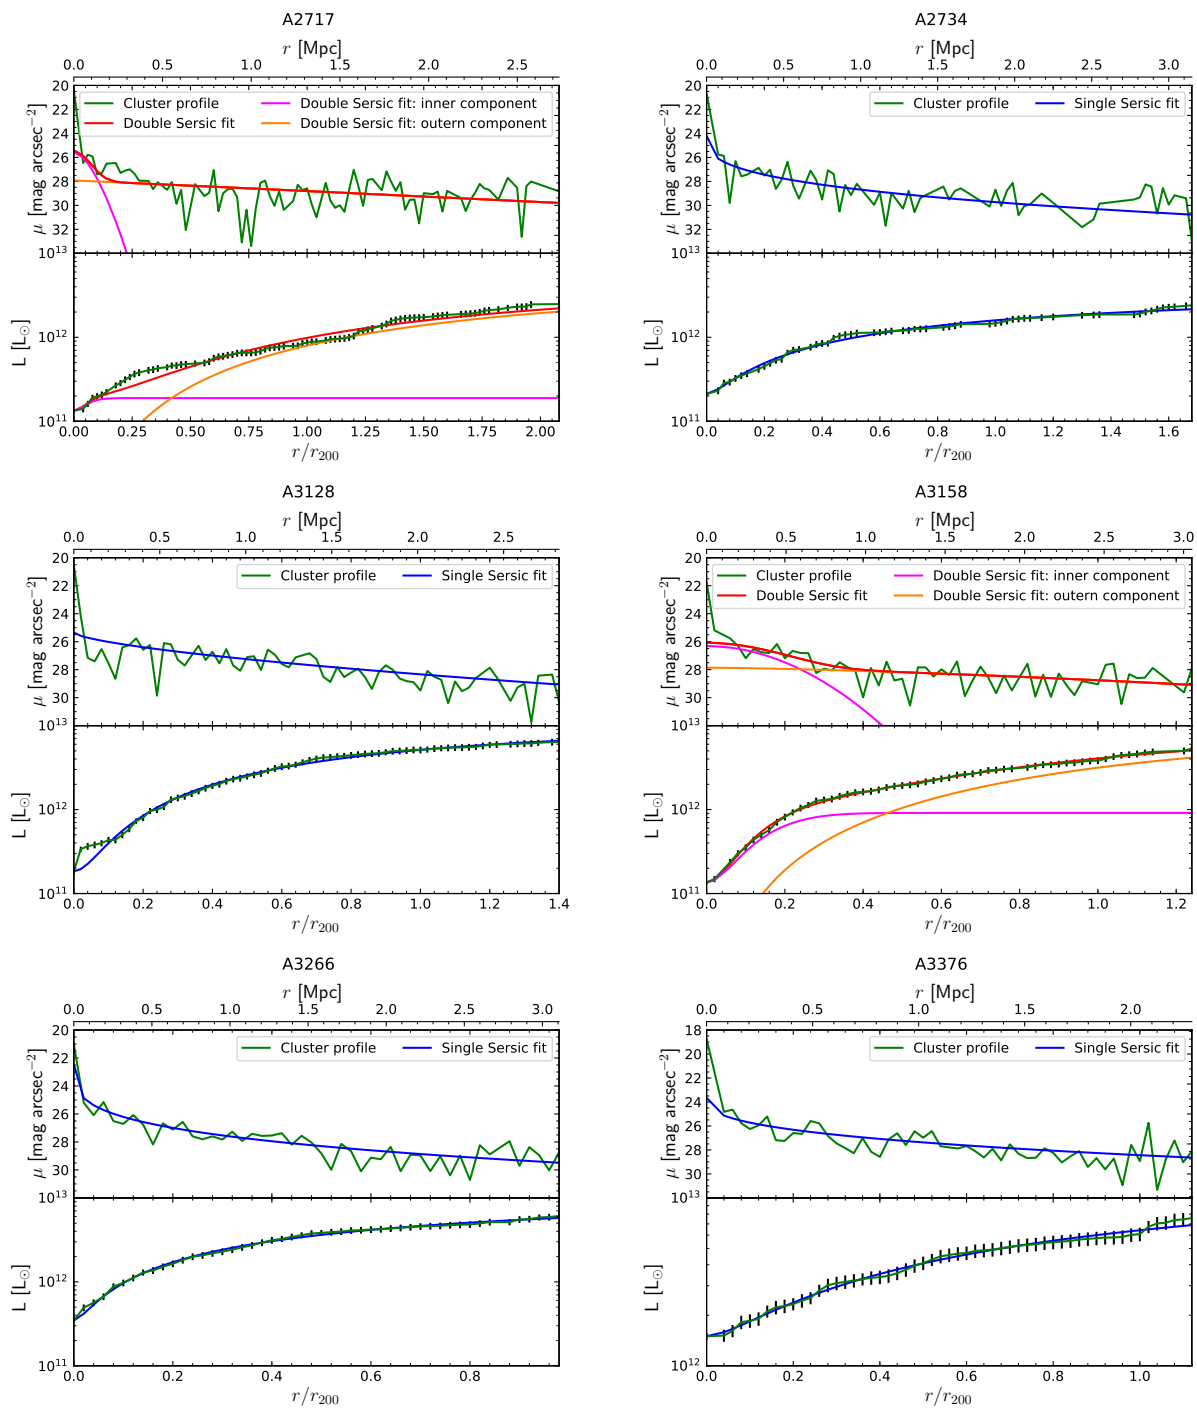 A2717
r [Mpc]
0.0 0.5 1.0 1.5 2.0 2.5
Cluster profile
Double Sersic fit
Double Sersic fit: inner component
Double Sersic fit: outern component
μ [mag arcsec⁻²]
20
22
24
26
28
30
32
10¹³
10¹²
10¹¹
L [L☉]
0.00 0.25 0.50 0.75 1.00 1.25 1.50 1.75 2.00
r/r₂₀₀
A2734
r [Mpc]
0.0 0.5 1.0 1.5 2.0 2.5 3.0
Cluster profile Single Sersic fit
μ [mag arcsec⁻²]
20
22
24
26
28
30
32
10¹³
10¹²
10¹¹
L [L☉]
0.0 0.2 0.4 0.6 0.8 1.0 1.2 1.4 1.6
r/r₂₀₀
A3128
r [Mpc]
0.0 0.5 1.0 1.5 2.0 2.5
Cluster profile Single Sersic fit
μ [mag arcsec⁻²]
20
22
24
26
28
30
10¹³
10¹²
10¹¹
L [L☉]
0.0 0.2 0.4 0.6 0.8 1.0 1.2 1.4
r/r₂₀₀
A3158
r [Mpc]
0.0 0.5 1.0 1.5 2.0 2.5 3.0
Cluster profile
Double Sersic fit
Double Sersic fit: inner component
Double Sersic fit: outern component
μ [mag arcsec⁻²]
20
22
24
26
28
30
10¹³
10¹²
10¹¹
L [L☉]
0.0 0.2 0.4 0.6 0.8 1.0 1.2
r/r₂₀₀
A3266
r [Mpc]
0.0 0.5 1.0 1.5 2.0 2.5 3.0
Cluster profile Single Sersic fit
μ [mag arcsec⁻²]
20
22
24
26
28
30
10¹³
10¹²
10¹¹
L [L☉]
0.0 0.2 0.4 0.6 0.8
r/r₂₀₀
A3376
r [Mpc]
0.0 0.5 1.0 1.5 2.0
Cluster profile Single Sersic fit
μ [mag arcsec⁻²]
18
20
22
24
26
28
30
10¹³
10¹²
L [L☉]
0.0 0.2 0.4 0.6 0.8 1.0
r/r₂₀₀